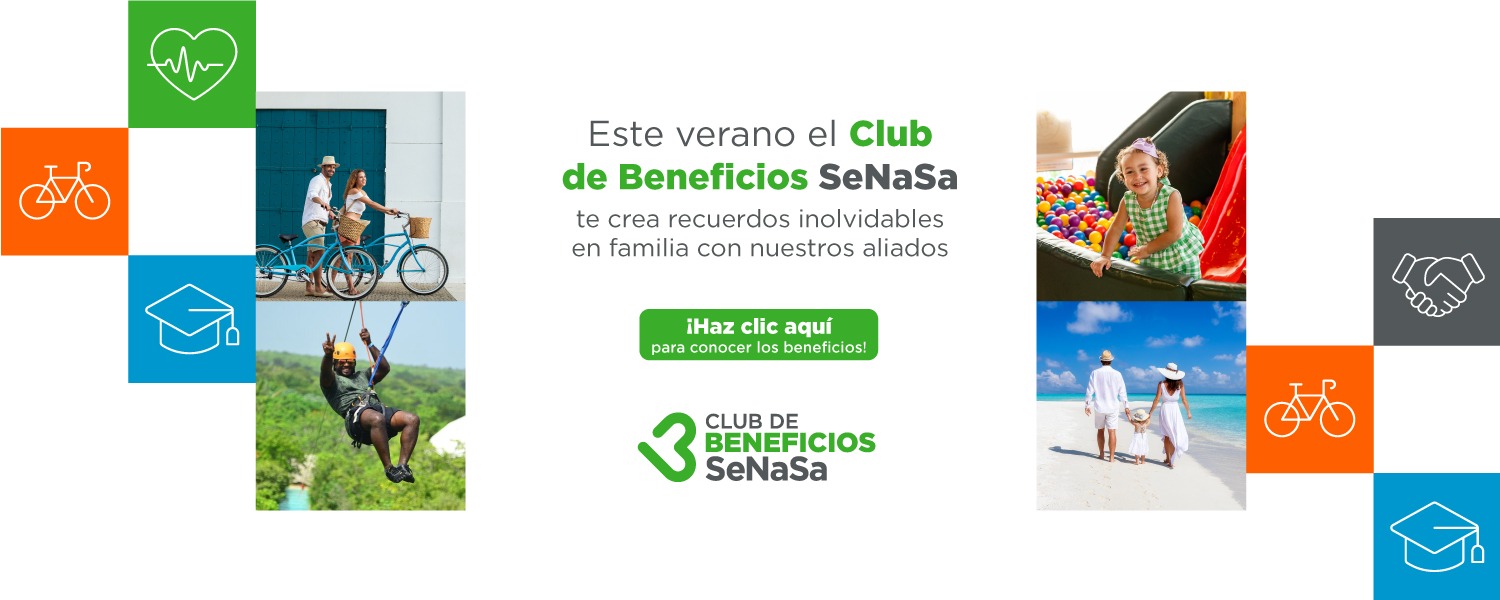 Este verano el Club
de Beneficios SeNaSa
te crea recuerdos inolvidables
en familia con nuestros aliados
¡Haz clic aquí
para conocer los beneficios!
CLUB DE
BENEFICIOS
SeNaSa